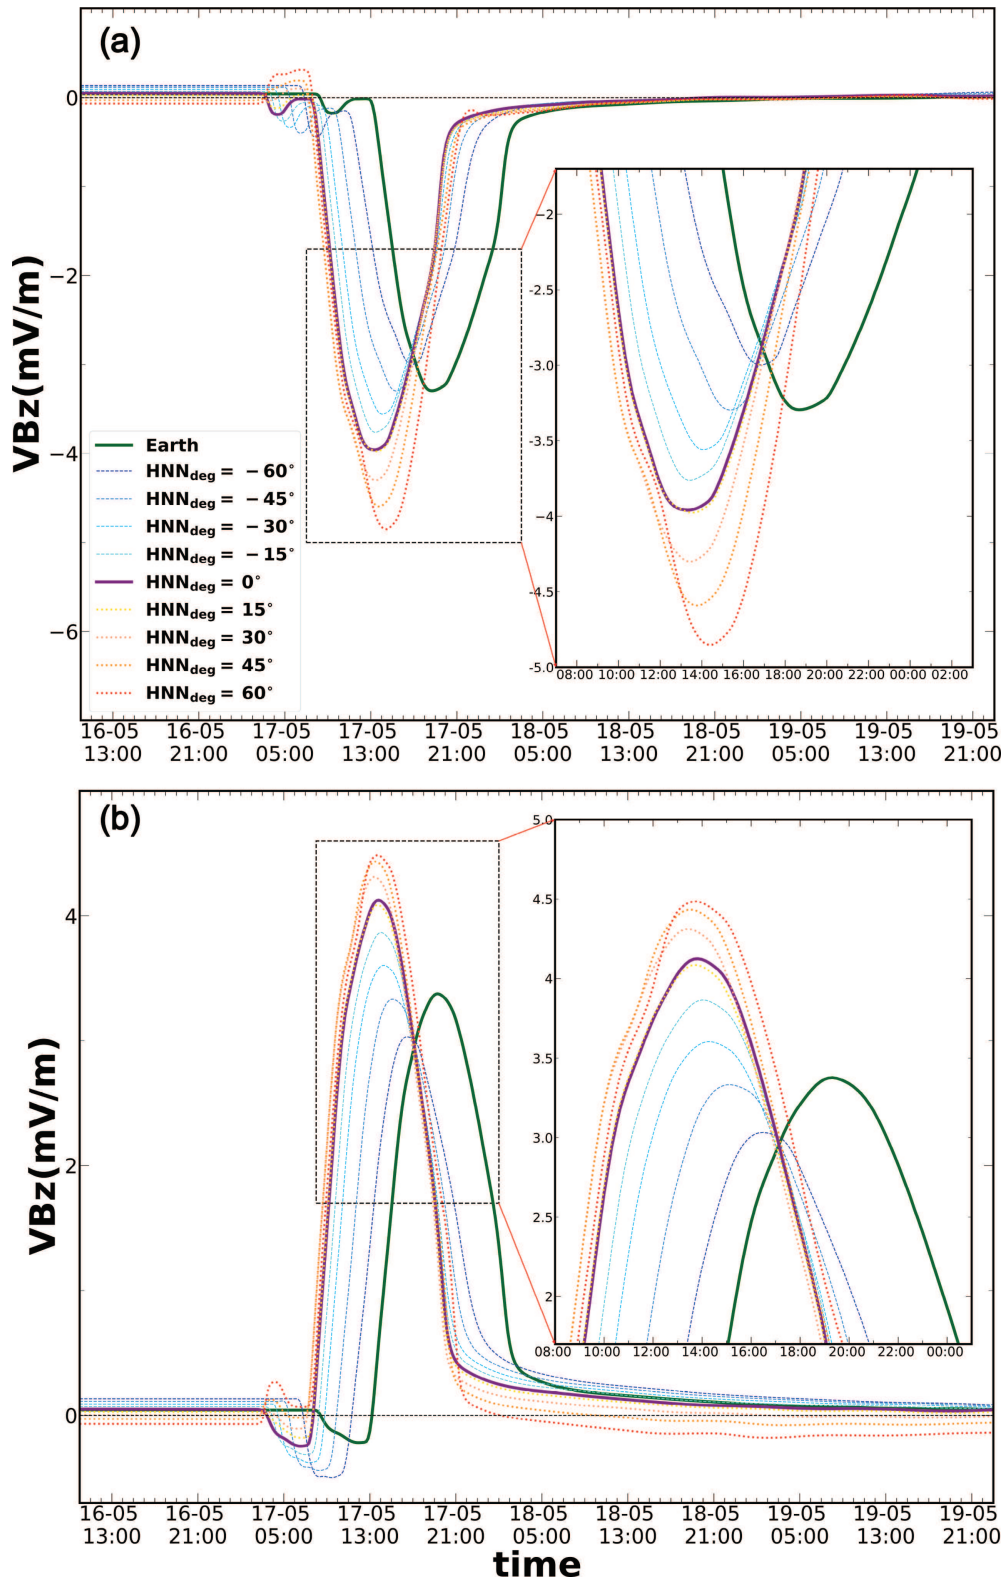 (a)
0
−2
−4
−6
VBz(mV/m)
Earth
HNNdeg = −60°
HNNdeg = −45°
HNNdeg = −30°
HNNdeg = −15°
HNNdeg = 0°
HNNdeg = 15°
HNNdeg = 30°
HNNdeg = 45°
HNNdeg = 60°
−2
−2.5
−3.0
−3.5
−4
−4.5
-5.0
08:00 10:00 12:00 14:00 16:00 18:00 20:00 22:00 00:00 02:00
16-05 16-05 17-05 17-05 17-05 18-05 18-05 18-05 19-05 19-05 19-05
13:00 21:00 05:00 13:00 21:00 05:00 13:00 21:00 05:00 13:00 21:00
(b)
4
2
0
VBz(mV/m)
5.0
4.5
4
3.5
3.0
2.5
2
08:00 10:00 12:00 14:00 16:00 18:00 20:00 22:00 00:00
16-05 16-05 17-05 17-05 17-05 18-05 18-05 18-05 19-05 19-05 19-05
13:00 21:00 05:00 13:00 21:00 05:00 13:00 21:00 05:00 13:00 21:00
time